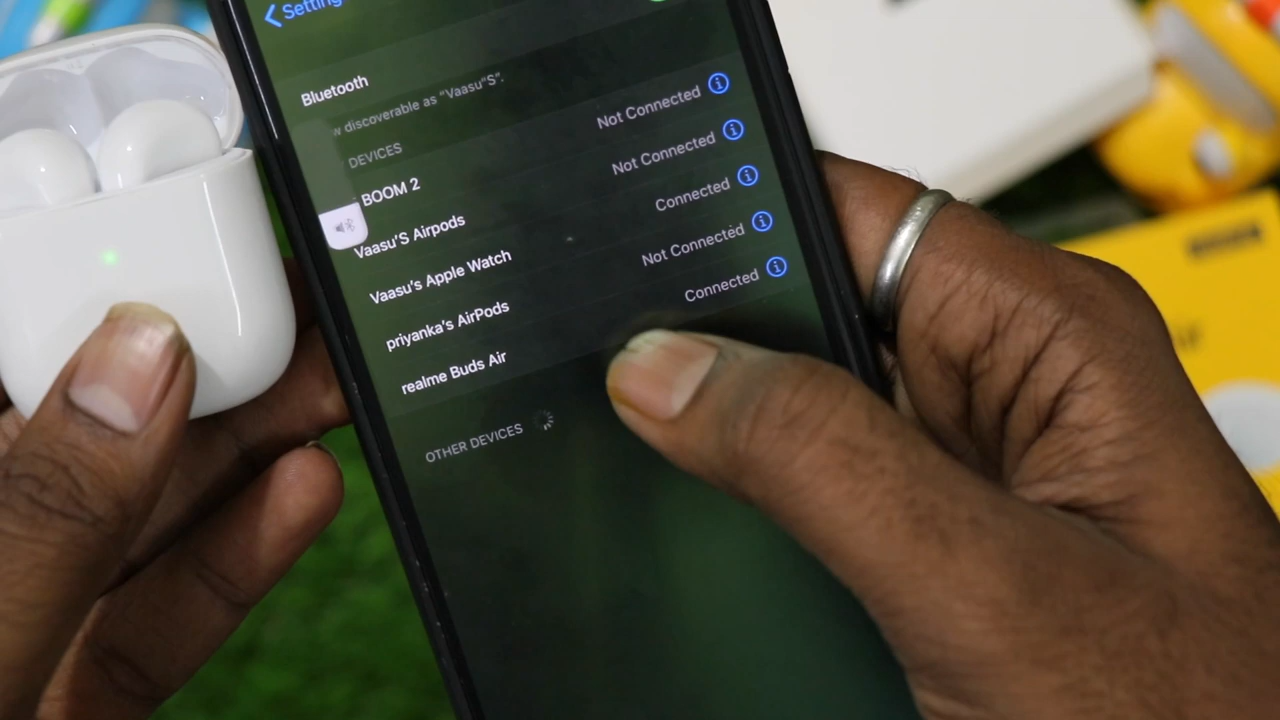 Setting
Bluetooth
w discoverable as “Vaasu“S”.
DEVICES
BOOM 2 Not Connected
Vaasu'S Airpods Not Connected
Vaasu's Apple Watch Connected
priyanka's AirPods Not Connected
realme Buds Air Connected
OTHER DEVICES